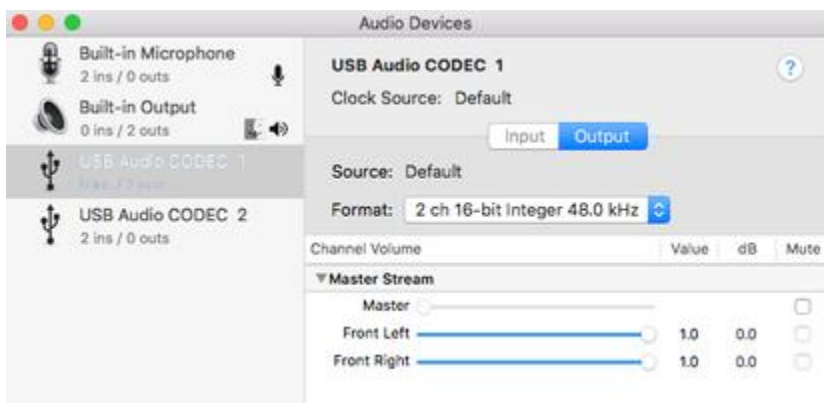 Audio Devices
Built-in Microphone
2 ins / 0 outs
Built-in Output
0 ins / 2 outs
USB Audio CODEC 1
USB Audio CODEC 2
2 ins / 0 outs
USB Audio CODEC 1
?
Clock Source: Default
Input Output
Source: Default
Format: 2 ch 16-bit Integer 48.0 kHz
Channel Volume Value dB Mute
Master Stream
Master
Front Left 1.0 0.0
Front Right 1.0 0.0